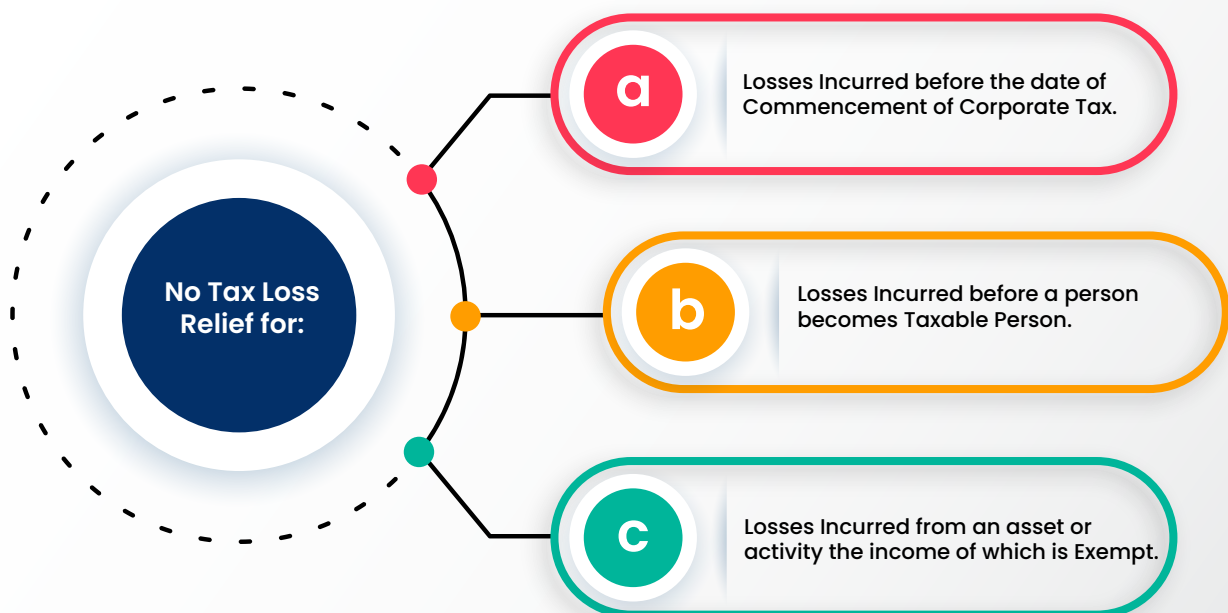 No Tax Loss
Relief for:
a
Losses Incurred before the date of
Commencement of Corporate Tax.
b
Losses Incurred before a person
becomes Taxable Person.
c
Losses Incurred from an asset or
activity the income of which is Exempt.